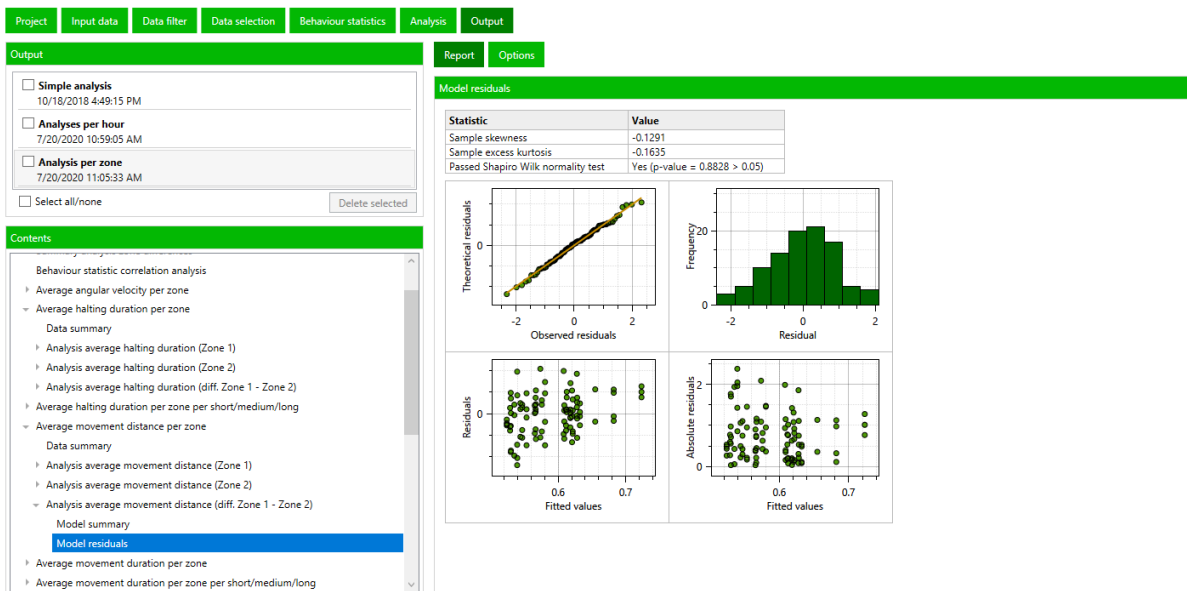 Project Input data Data filter Data selection Behaviour statistics Analysis Output
Output
Simple analysis
10/18/2018 4:49:15 PM
Analyses per hour
7/20/2020 10:59:05 AM
Analysis per zone
7/20/2020 11:05:33 AM
Select all/none Delete selected
Contents
Behaviour statistic correlation analysis
Average angular velocity per zone
Average halting duration per zone
Data summary
Analysis average halting duration (Zone 1)
Analysis average halting duration (Zone 2)
Analysis average halting duration (diff. Zone 1 - Zone 2)
Average halting duration per zone per short/medium/long
Average movement distance per zone
Data summary
Analysis average movement distance (Zone 1)
Analysis average movement distance (Zone 2)
Analysis average movement distance (diff. Zone 1 - Zone 2)
Model summary
Model residuals
Average movement duration per zone
Average movement duration per zone per short/medium/long
Report Options
Model residuals
Statistic Value
Sample skewness -0.1291
Sample excess kurtosis -0.1635
Passed Shapiro Wilk normality test Yes (p-value = 0.8828 > 0.05)
Theoretical residuals
0
-2 0 2
Observed residuals
Frequency
20
0
-2 0 2
Residual
Residuals
0
0.6 0.7
Fitted values
Absolute residuals
2
0
0.6 0.7
Fitted values